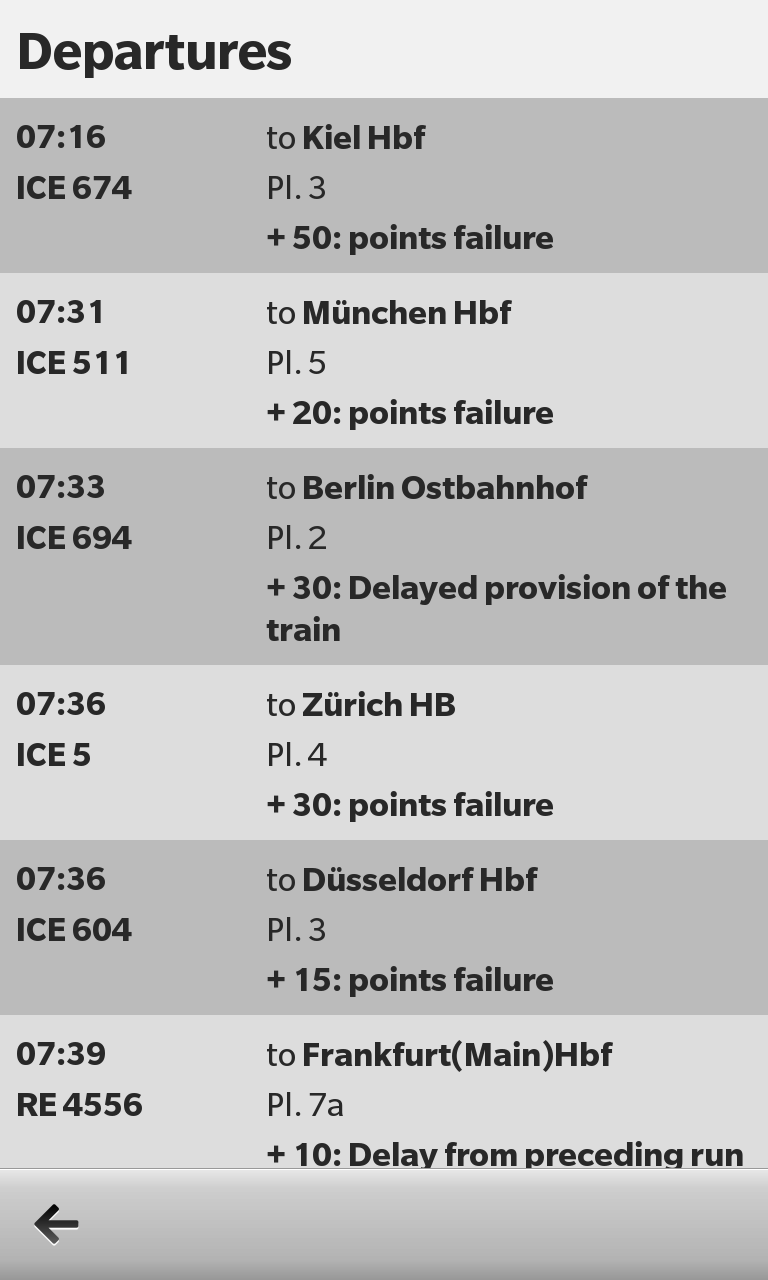 Departures
07:16 to Kiel Hbf
ICE 674 Pl. 3
+ 50: points failure
07:31 to München Hbf
ICE 511 Pl. 5
+ 20: points failure
07:33 to Berlin Ostbahnhof
ICE 694 Pl. 2
+ 30: Delayed provision of the
train
07:36 to Zürich HB
ICE 5 Pl. 4
+ 30: points failure
07:36 to Düsseldorf Hbf
ICE 604 Pl. 3
+ 15: points failure
07:39 to Frankfurt(Main)Hbf
RE 4556 Pl. 7a
+ 10: Delay from preceding run